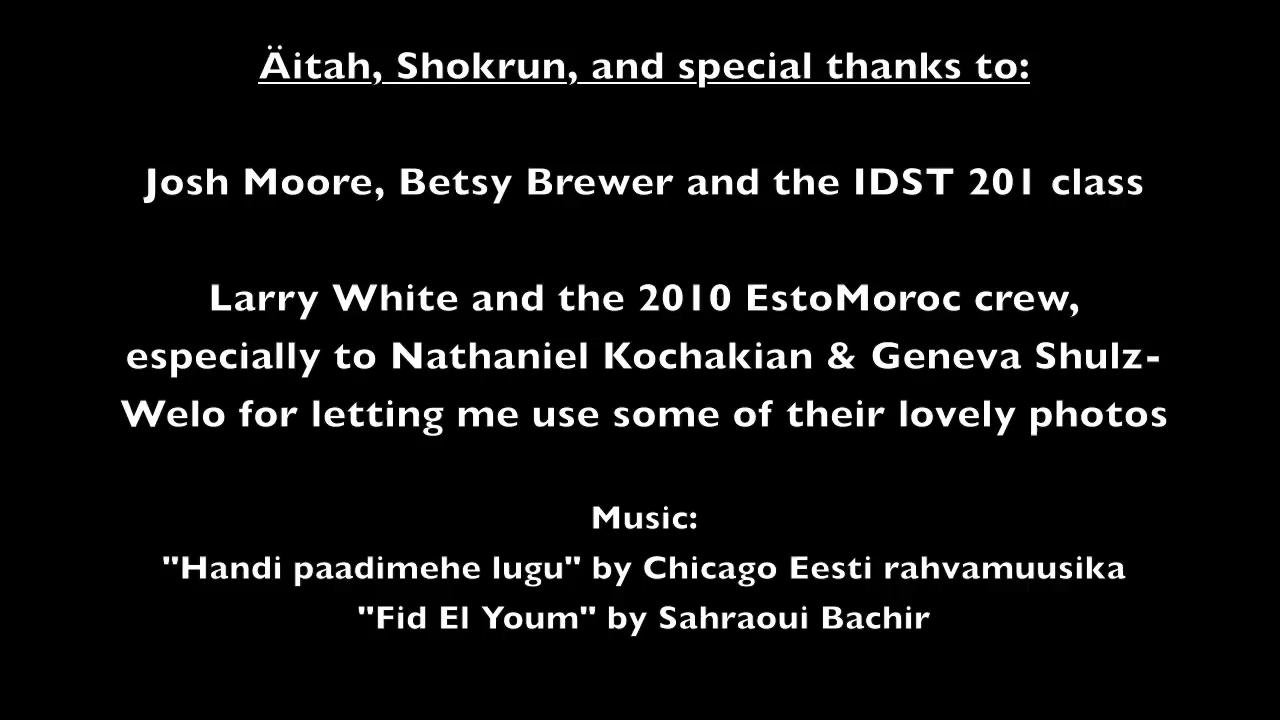 Äitah, Shokrun, and special thanks to:
Josh Moore, Betsy Brewer and the IDST 201 class
Larry White and the 2010 EstoMoroc crew,
especially to Nathaniel Kochakian & Geneva Shulz-
Welo for letting me use some of their lovely photos
Music:
"Handi paadimehe lugu" by Chicago Eesti rahvamuusika
"Fid El Youm" by Sahraoui Bachir